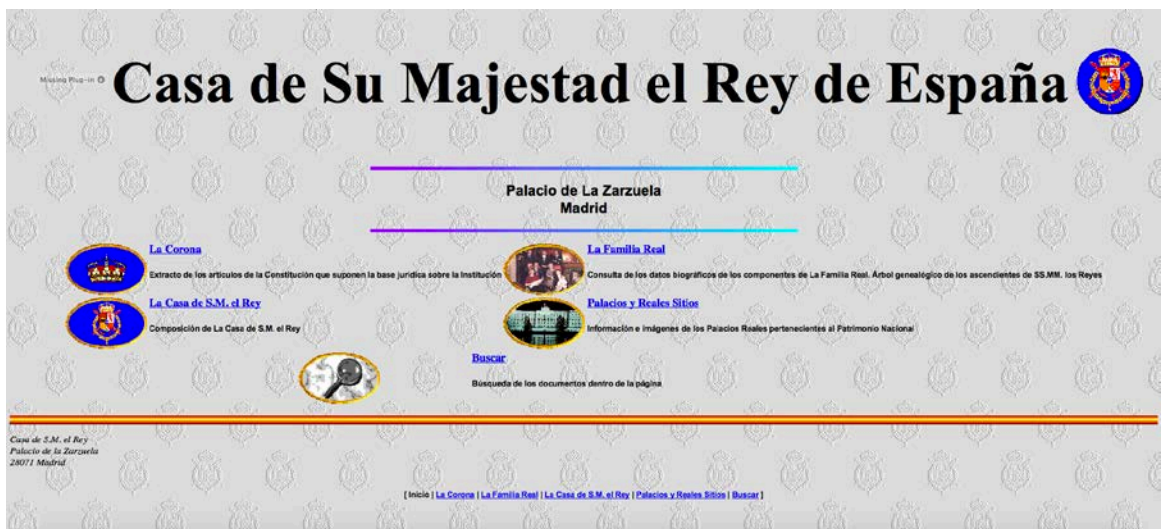 Missing Plug-in
Casa de Su Majestad el Rey de España
Palacio de La Zarzuela
Madrid
La Corona
Extracto de los artículos de la Constitución que suponen la base jurídica sobre la Institución
La Familia Real
Consulta de los datos biográficos de los componentes de La Familia Real. Árbol genealógico de los ascendientes de SS.MM. los Reyes
La Casa de S.M. el Rey
Composición de La Casa de S.M. el Rey
Palacios y Reales Sitios
Información e imágenes de los Palacios Reales pertenecientes al Patrimonio Nacional
Buscar
Búsqueda de los documentos dentro de la página
Casa de S.M. el Rey
Palacio de la Zarzuela
28071 Madrid
[ Inicio | La Corona | La Familia Real | La Casa de S.M. el Rey | Palacios y Reales Sitios | Buscar ]